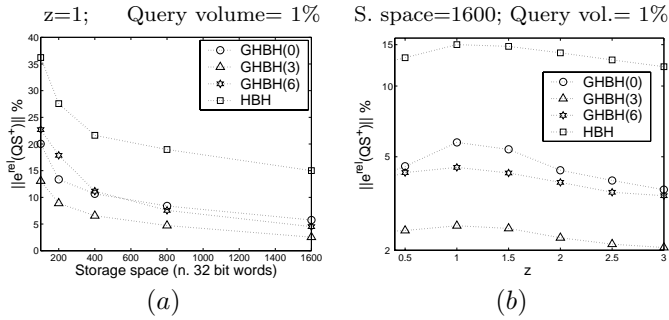 z=1; Query volume= 1%
||e^rel(QS^+)|| %
40
35
30
25
20
15
10
5
0
GHBH(0)
GHBH(3)
GHBH(6)
HBH
200 400 600 800 1000 1200 1400 1600
Storage space (n. 32 bit words)
(a)
S. space=1600; Query vol.= 1%
||e^rel(QS^+)|| %
15
10
5
2
GHBH(0)
GHBH(3)
GHBH(6)
HBH
0.5 1 1.5 2 2.5 3
z
(b)